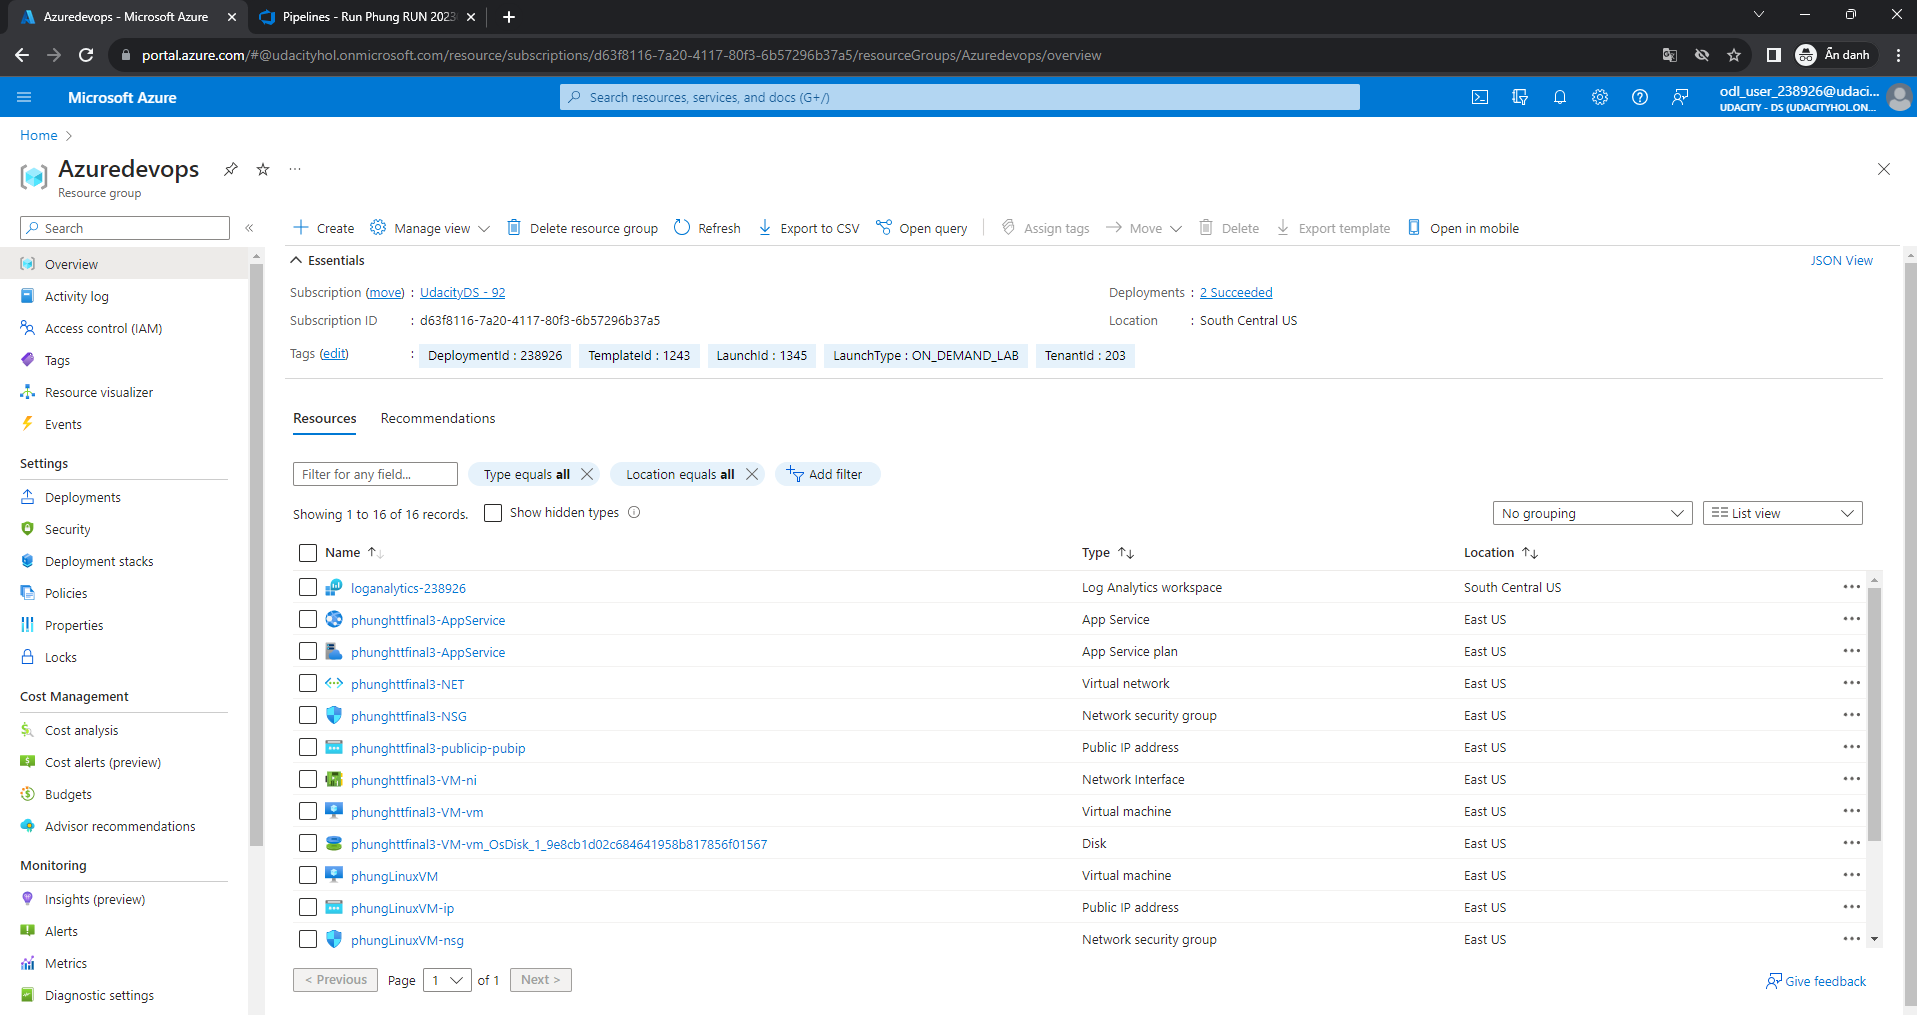 Azuredevops - Microsoft Azure
Pipelines - Run Phung RUN 2023
portal.azure.com/#@udacityhol.onmicrosoft.com/resource/subscriptions/d63f8116-7a20-4117-80f3-6b57296b37a5/resourceGroups/Azuredevops/overview
Ẩn danh
Microsoft Azure
Search resources, services, and docs (G+/)
odl_user_238926@udaci...
UDACITY - DS (UDACITYHOL.ON...
Home
Azuredevops
Resource group
Search
Create
Manage view
Delete resource group
Refresh
Export to CSV
Open query
Assign tags
Move
Delete
Export template
Open in mobile
Overview
Activity log
Access control (IAM)
Tags
Resource visualizer
Events
Settings
Deployments
Security
Deployment stacks
Policies
Properties
Locks
Cost Management
Cost analysis
Cost alerts (preview)
Budgets
Advisor recommendations
Monitoring
Insights (preview)
Alerts
Metrics
Diagnostic settings
Essentials
JSON View
Subscription (move) : UdacityDS - 92
Deployments : 2 Succeeded
Subscription ID : d63f8116-7a20-4117-80f3-6b57296b37a5
Location : South Central US
Tags (edit) : DeploymentId : 238926 TemplateId : 1243 LaunchId : 1345 LaunchType : ON_DEMAND_LAB TenantId : 203
Resources Recommendations
Filter for any field... Type equals all Location equals all Add filter
Showing 1 to 16 of 16 records. Show hidden types
No grouping
List view
Name Type Location
loganalytics-238926 Log Analytics workspace South Central US
phunghttfinal3-AppService App Service East US
phunghttfinal3-AppService App Service plan East US
phunghttfinal3-NET Virtual network East US
phunghttfinal3-NSG Network security group East US
phunghttfinal3-publicip-pubip Public IP address East US
phunghttfinal3-VM-ni Network Interface East US
phunghttfinal3-VM-vm Virtual machine East US
phunghttfinal3-VM-vm_OsDisk_1_9e8cb1d02c684641958b817856f01567 Disk East US
phungLinuxVM Virtual machine East US
phungLinuxVM-ip Public IP address East US
phungLinuxVM-nsg Network security group East US
< Previous Page 1 of 1 Next >
Give feedback